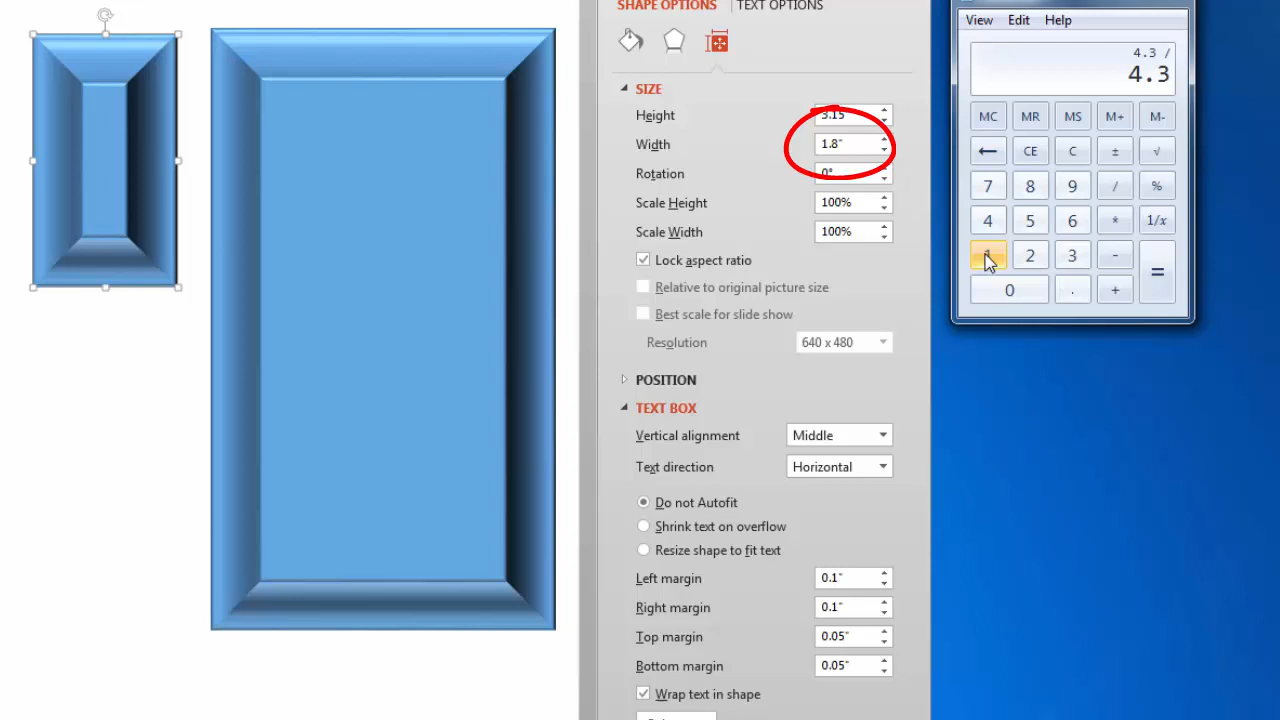 SHAPE OPTIONS | TEXT OPTIONS
SIZE
Height 3.15"
Width 1.8"
Rotation 0°
Scale Height 100%
Scale Width 100%
Lock aspect ratio
Relative to original picture size
Best scale for slide show
Resolution 640 x 480
POSITION
TEXT BOX
Vertical alignment Middle
Text direction Horizontal
Do not Autofit
Shrink text on overflow
Resize shape to fit text
Left margin 0.1"
Right margin 0.1"
Top margin 0.05"
Bottom margin 0.05"
Wrap text in shape
View Edit Help
4.3 /
4.3
MC MR MS M+ M-
← CE C ± √
7 8 9 / %
4 5 6 * 1/x
1 2 3 - =
0 . +